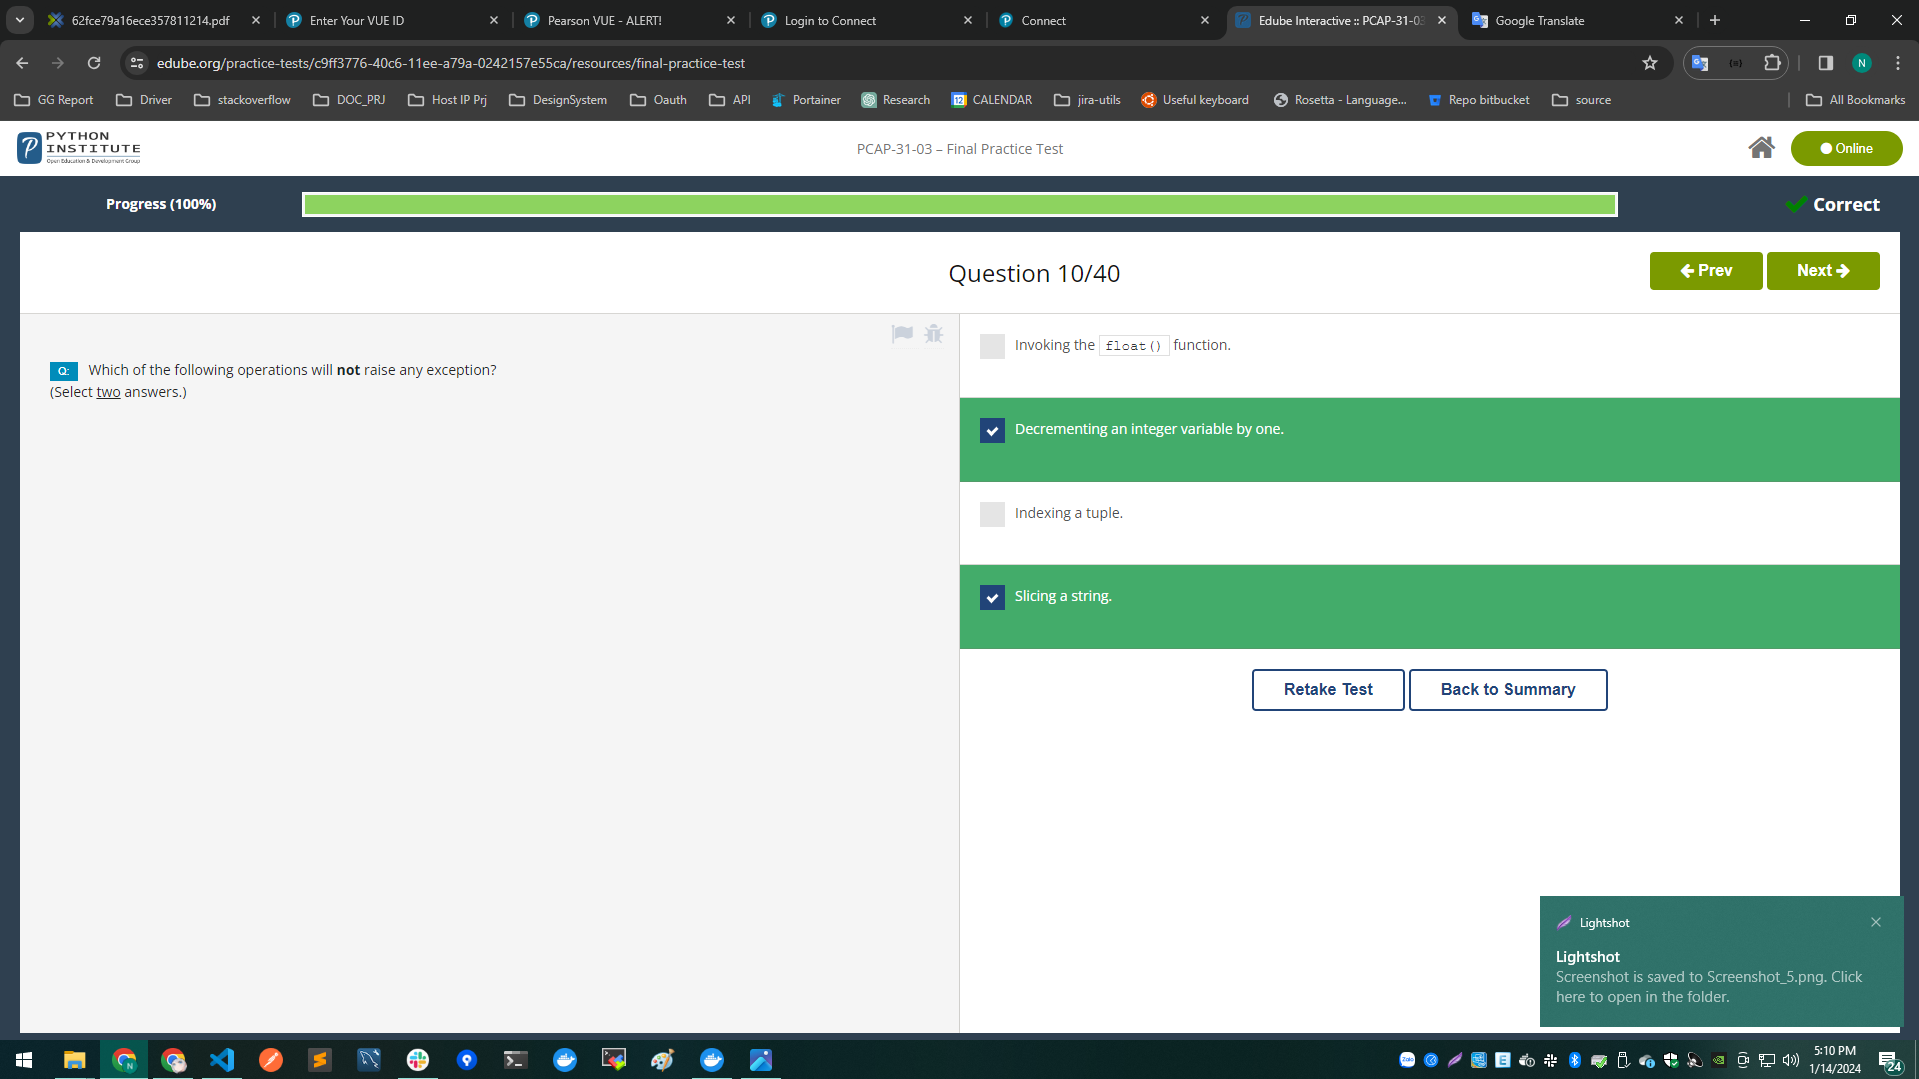 62fce79a16ece357811214.pdf
Enter Your VUE ID
Pearson VUE - ALERT!
Login to Connect
Connect
Edube Interactive :: PCAP-31-03
Google Translate
edube.org/practice-tests/c9ff3776-40c6-11ee-a79a-0242157e55ca/resources/final-practice-test
N
GG Report
Driver
stackoverflow
DOC_PRJ
Host IP Prj
DesignSystem
Oauth
API
Portainer
Research
CALENDAR
jira-utils
Useful keyboard
Rosetta - Language...
Repo bitbucket
source
All Bookmarks
PYTHON
INSTITUTE
Open Education & Development Group
PCAP-31-03 – Final Practice Test
Online
Progress (100%)
Correct
Question 10/40
Prev
Next
Q: Which of the following operations will not raise any exception?
(Select two answers.)
Invoking the float() function.
Decrementing an integer variable by one.
Indexing a tuple.
Slicing a string.
Retake Test
Back to Summary
Lightshot
Lightshot
Screenshot is saved to Screenshot_5.png. Click
here to open in the folder.
5:10 PM
1/14/2024
24